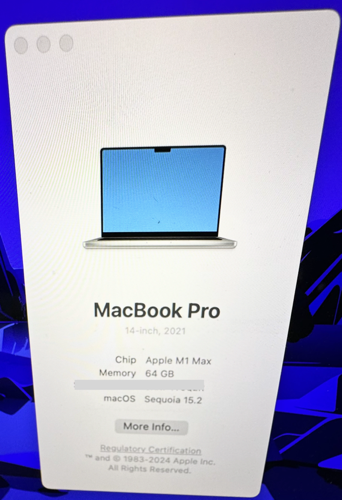 MacBook Pro
14-inch, 2021
Chip Apple M1 Max
Memory 64 GB
macOS Sequoia 15.2
More Info...
Regulatory Certification
™ and © 1983-2024 Apple Inc.
All Rights Reserved.